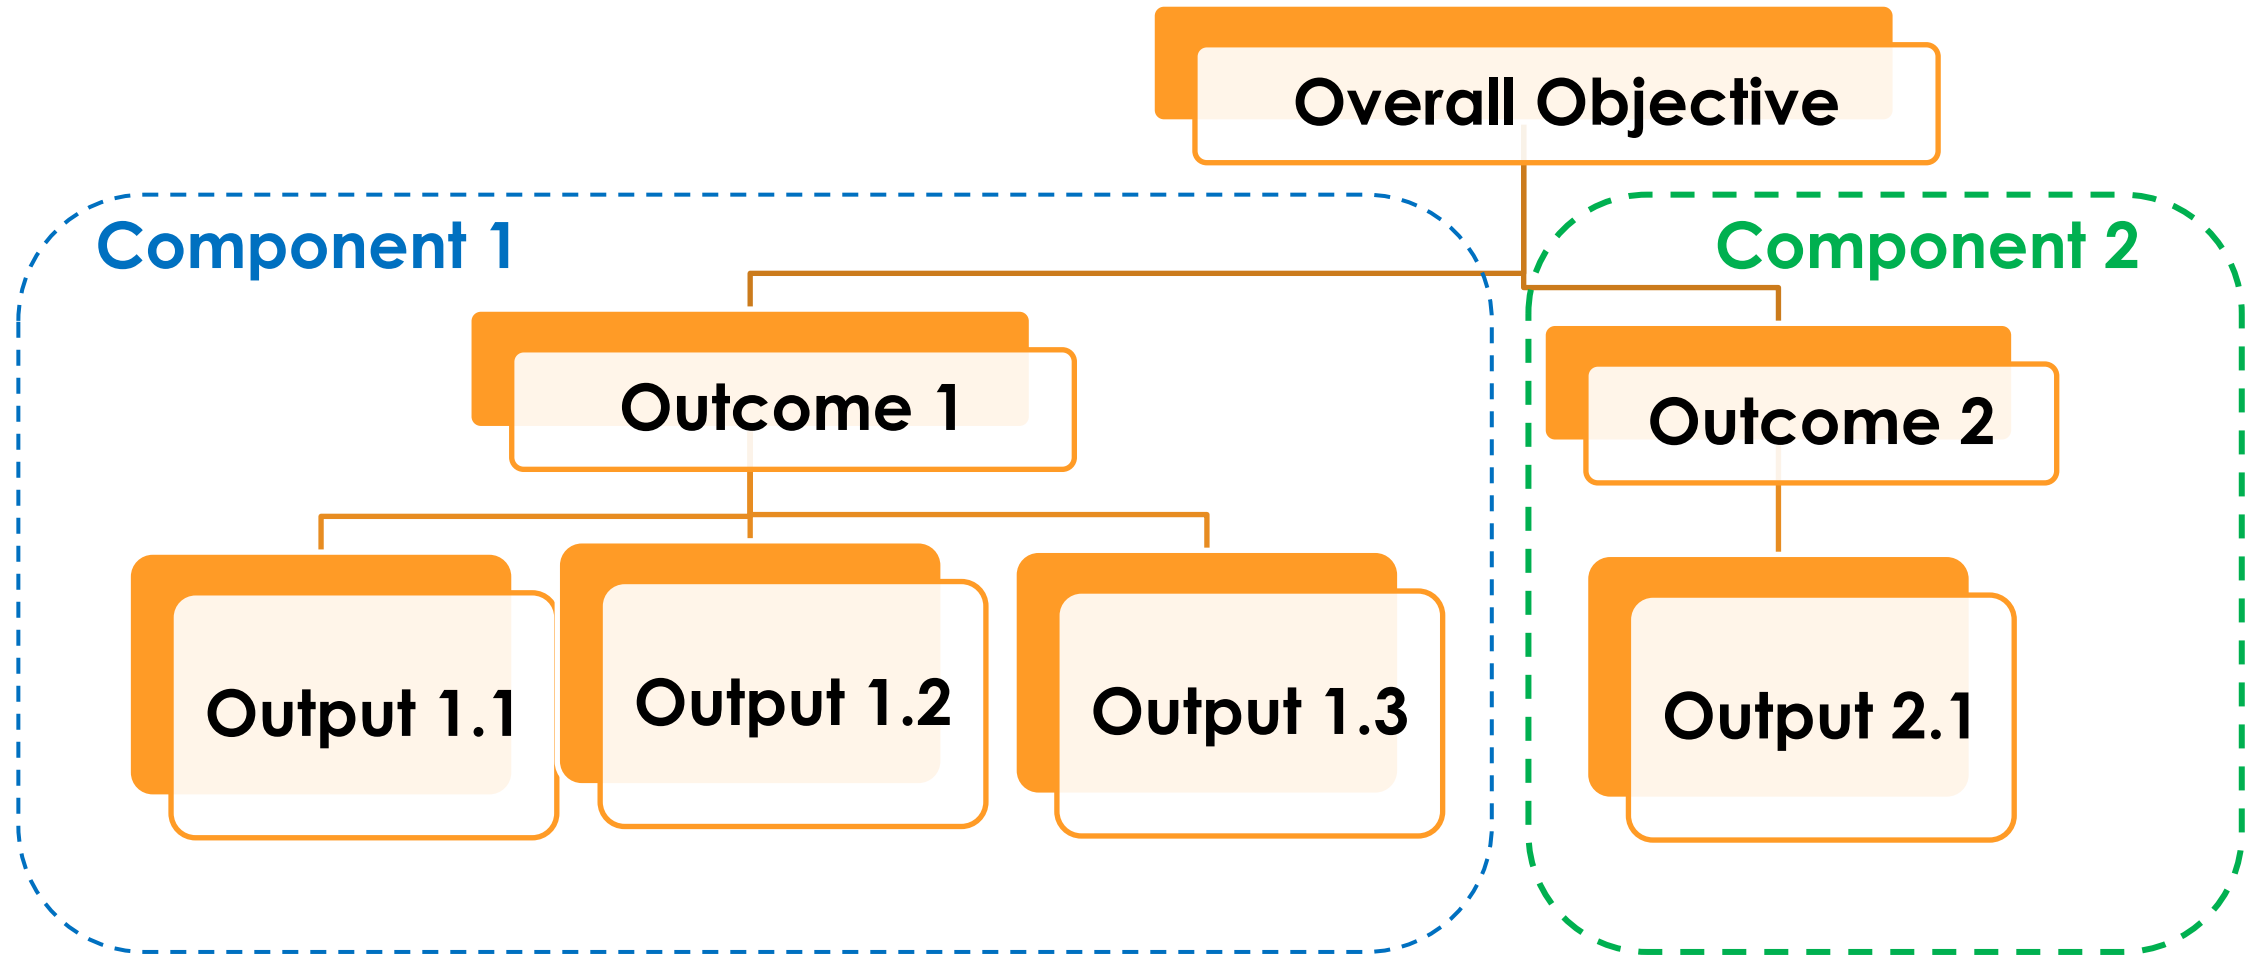 Overall Objective
Component 1
Component 2
Outcome 1
Outcome 2
Output 1.1
Output 1.2
Output 1.3
Output 2.1